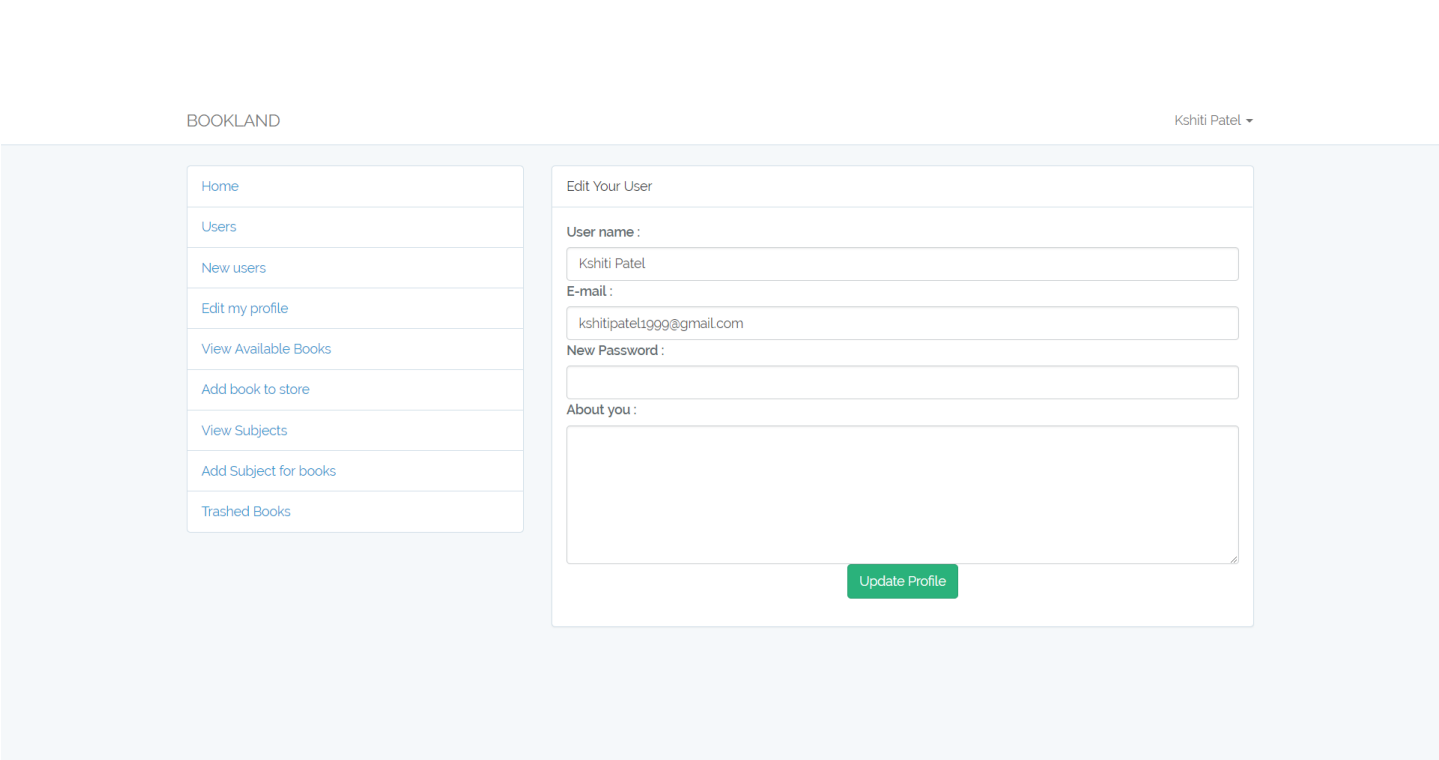 BOOKLAND
Kshiti Patel
Home
Users
New users
Edit my profile
View Available Books
Add book to store
View Subjects
Add Subject for books
Trashed Books
Edit Your User
User name :
Kshiti Patel
E-mail :
kshitipatel1999@gmail.com
New Password :
About you :
Update Profile